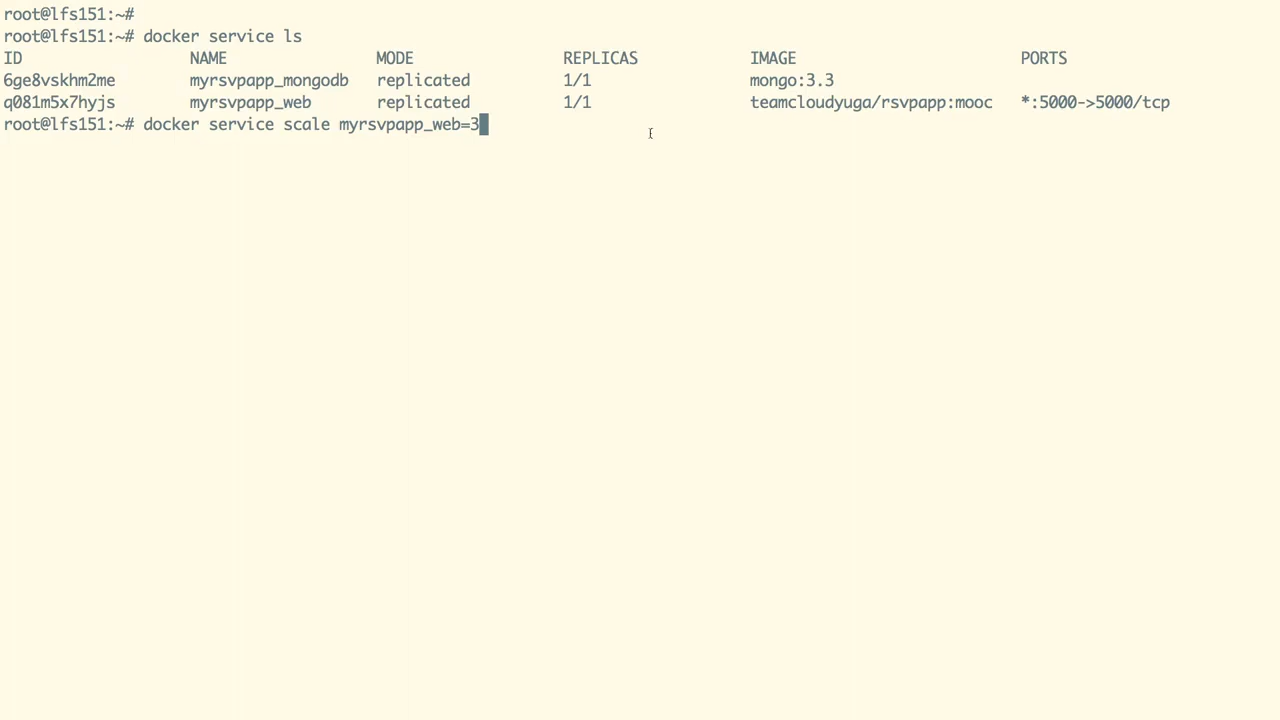 root@lfs151:~#
root@lfs151:~# docker service ls
ID NAME MODE REPLICAS IMAGE PORTS
6ge8vskhm2me myrsvpapp_mongodb replicated 1/1 mongo:3.3
q081m5x7hyjs myrsvpapp_web replicated 1/1 teamcloudyuga/rsvpapp:mooc *:5000->5000/tcp
root@lfs151:~# docker service scale myrsvpapp_web=3